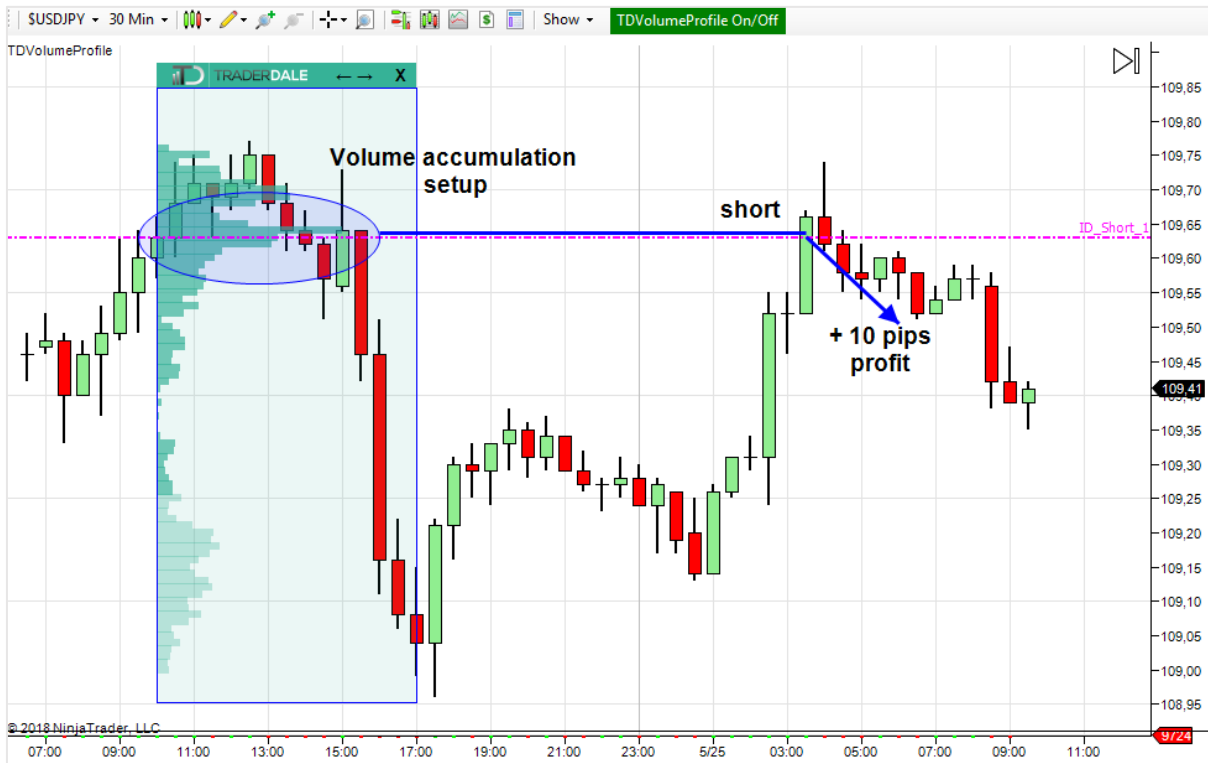 $USDJPY 30 Min Show TDVolumeProfile On/Off
TDVolumeProfile
TD TRADERDALE ← → X
Volume accumulation
setup
short
ID_Short_1
+ 10 pips
profit
109,85
109,80
109,75
109,70
109,65
109,60
109,55
109,50
109,45
109,41
109,40
109,35
109,30
109,25
109,20
109,15
109,10
109,05
109,00
108,95
© 2018 NinjaTrader, LLC
9724
07:00 09:00 11:00 13:00 15:00 17:00 19:00 21:00 23:00 5/25 03:00 05:00 07:00 09:00 11:00